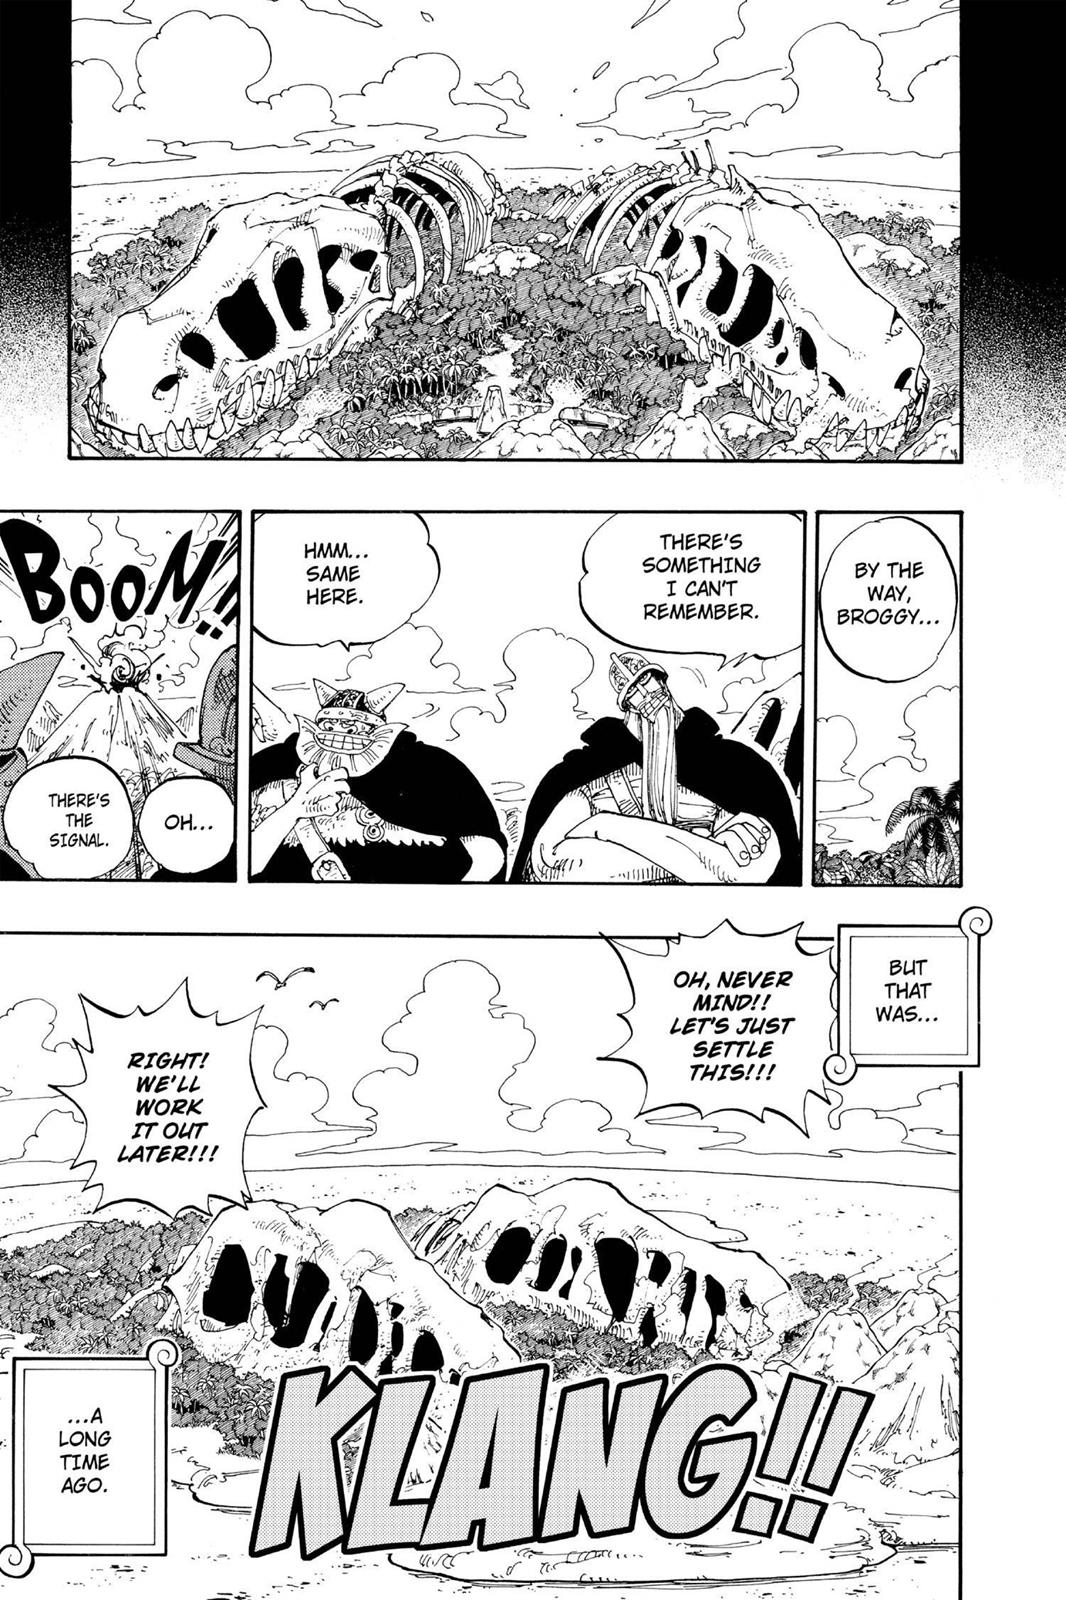 BY THE
WAY,
BROGGY...
THERE'S
SOMETHING
I CAN'T
REMEMBER.
HMM...
SAME
HERE.
BOOM!!
OH...
THERE'S
THE
SIGNAL.
BUT
THAT
WAS...
OH, NEVER
MIND!!
LET'S JUST
SETTLE
THIS!!!
RIGHT!
WE'LL
WORK
IT OUT
LATER!!!
KLANG!!
...A
LONG
TIME
AGO.